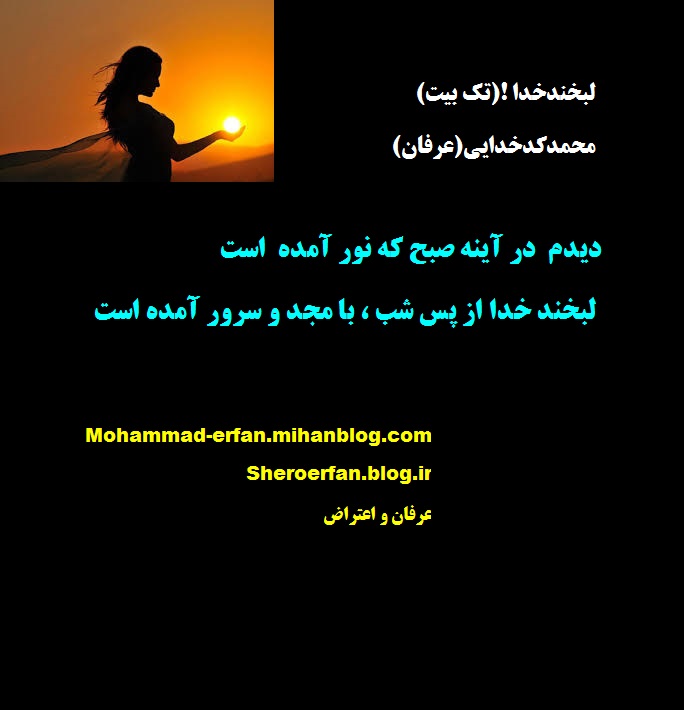 لبخندخدا !(تک بیت)
محمدکدخدایی(عرفان)
دیدم در آینه صبح که نور آمده است
لبخند خدا از پس شب ، با مجد و سرور آمده است
Mohammad-erfan.mihanblog.com
Sheroerfan.blog.ir
عرفان و اعتراض